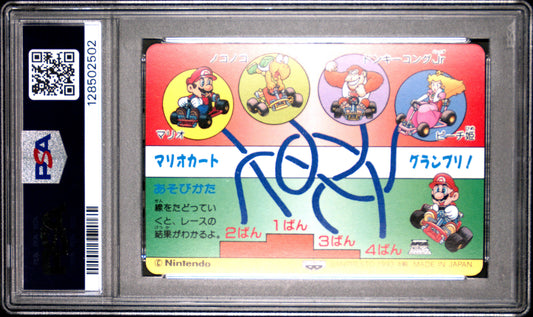 128502502
PSA
ノコノコ
ドンキーコングJr
マリオ
ピーチ姫
マリオカート
グランプリ!
あそびかた
線をたどってい
くと、レースの
結果がわかるよ。
2ばん
1ばん
3ばん
4ばん
© Nintendo
MADE IN JAPAN